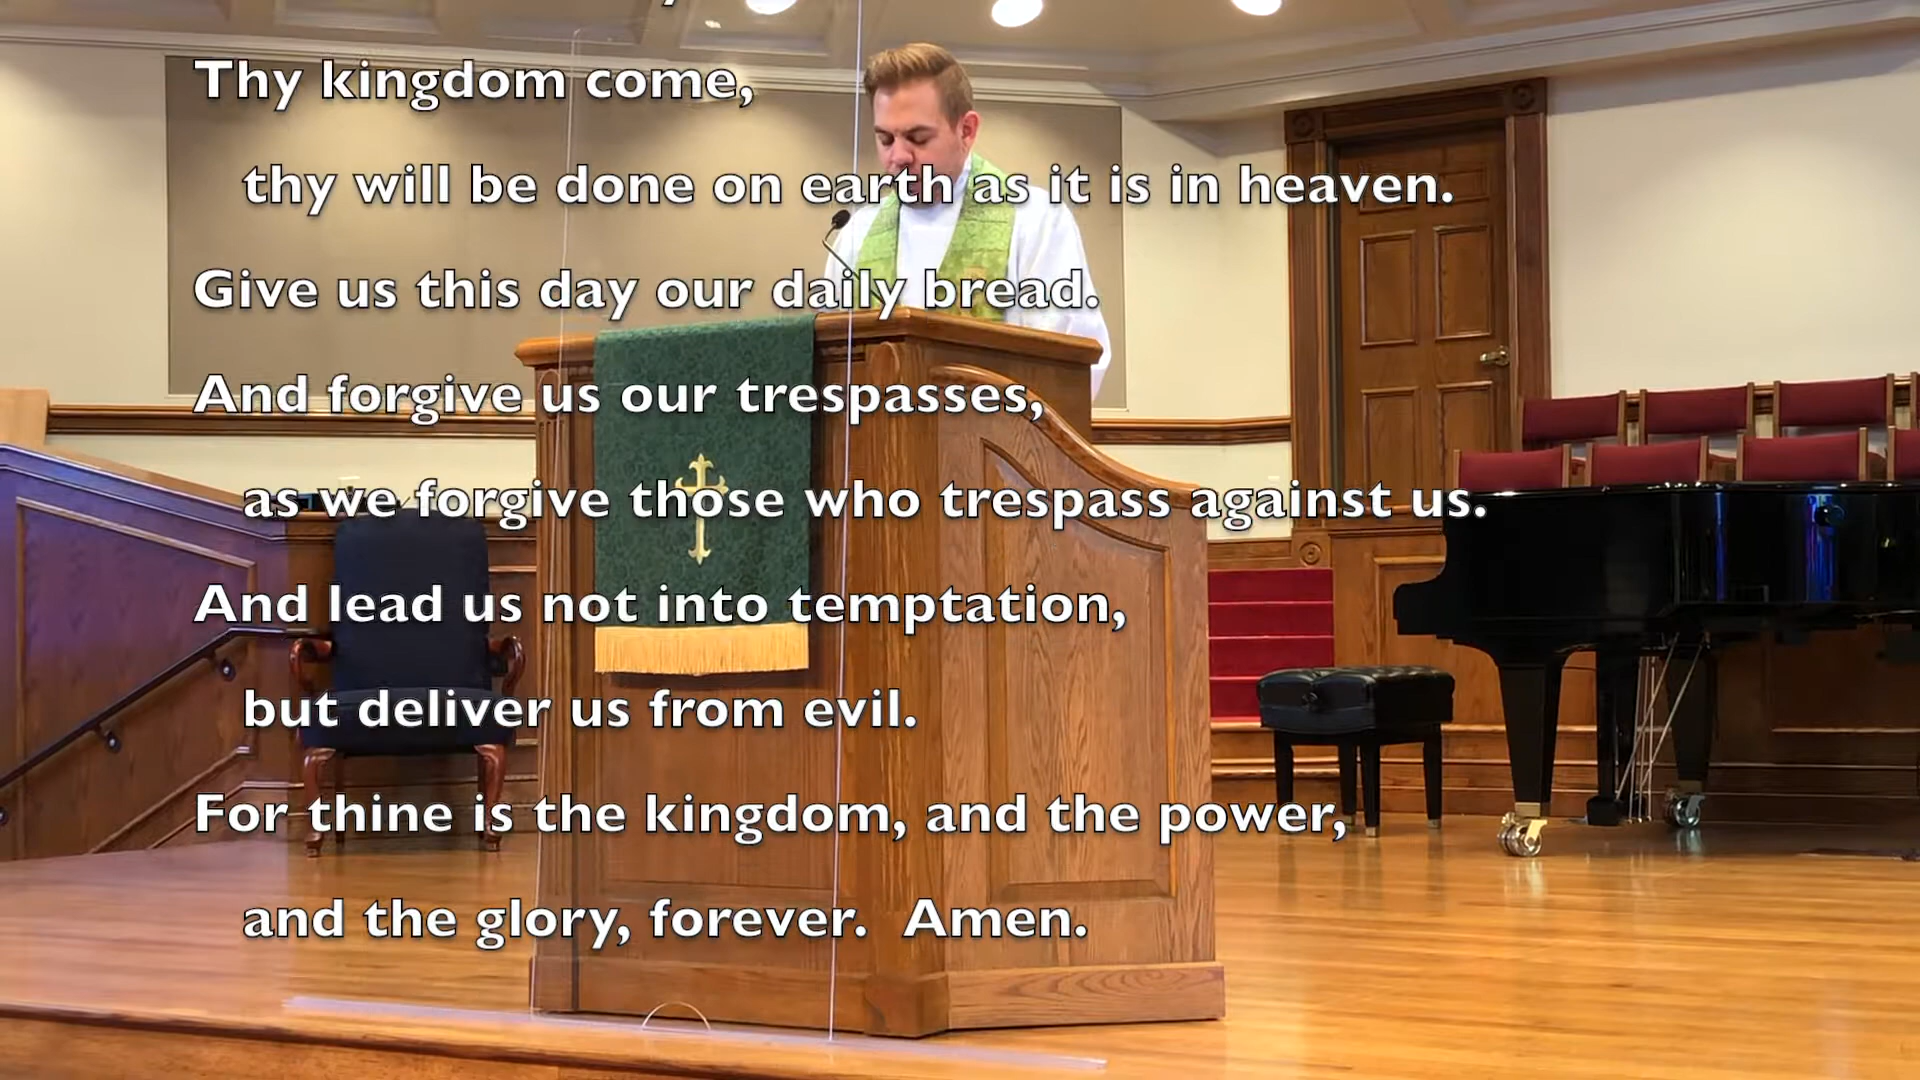 Thy kingdom come,
thy will be done on earth as it is in heaven.
Give us this day our daily bread.
And forgive us our trespasses,
as we forgive those who trespass against us.
And lead us not into temptation,
but deliver us from evil.
For thine is the kingdom, and the power,
and the glory, forever. Amen.